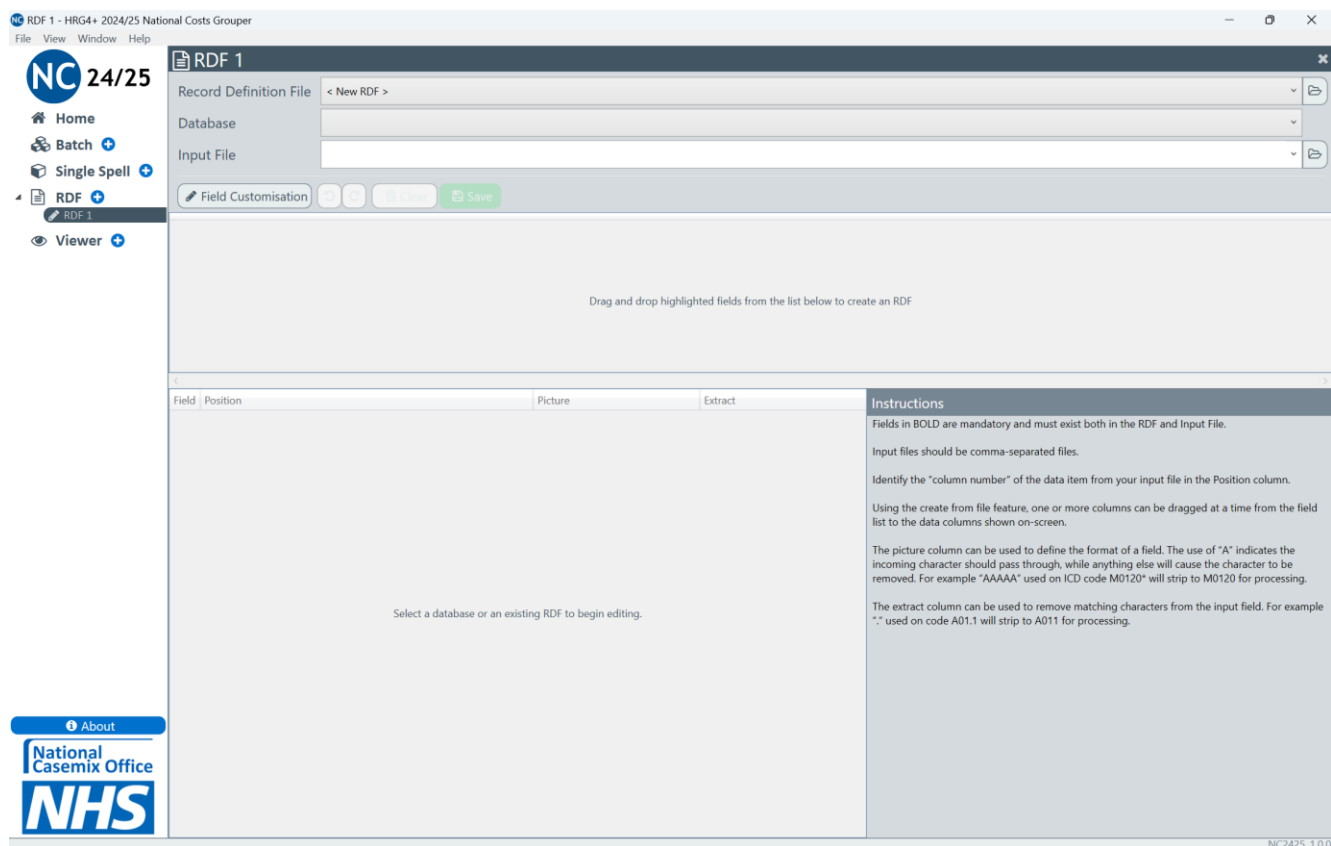 RDF 1 - HRG4+ 2024/25 National Costs Grouper
File View Window Help
NC 24/25
Home
Batch
Single Spell
RDF
RDF 1
Viewer
RDF 1
Record Definition File < New RDF >
Database
Input File
Field Customisation Clear Save
Drag and drop highlighted fields from the list below to create an RDF
Field Position Picture Extract
Select a database or an existing RDF to begin editing.
Instructions
Fields in BOLD are mandatory and must exist both in the RDF and Input File.
Input files should be comma-separated files.
Identify the "column number" of the data item from your input file in the Position column.
Using the create from file feature, one or more columns can be dragged at a time from the field
list to the data columns shown on-screen.
The picture column can be used to define the format of a field. The use of "A" indicates the
incoming character should pass through, while anything else will cause the character to be
removed. For example "AAAAA" used on ICD code M0120* will strip to M0120 for processing.
The extract column can be used to remove matching characters from the input field. For example
"." used on code A01.1 will strip to A011 for processing.
About
National
Casemix Office
NHS
NC2425 1.0.0